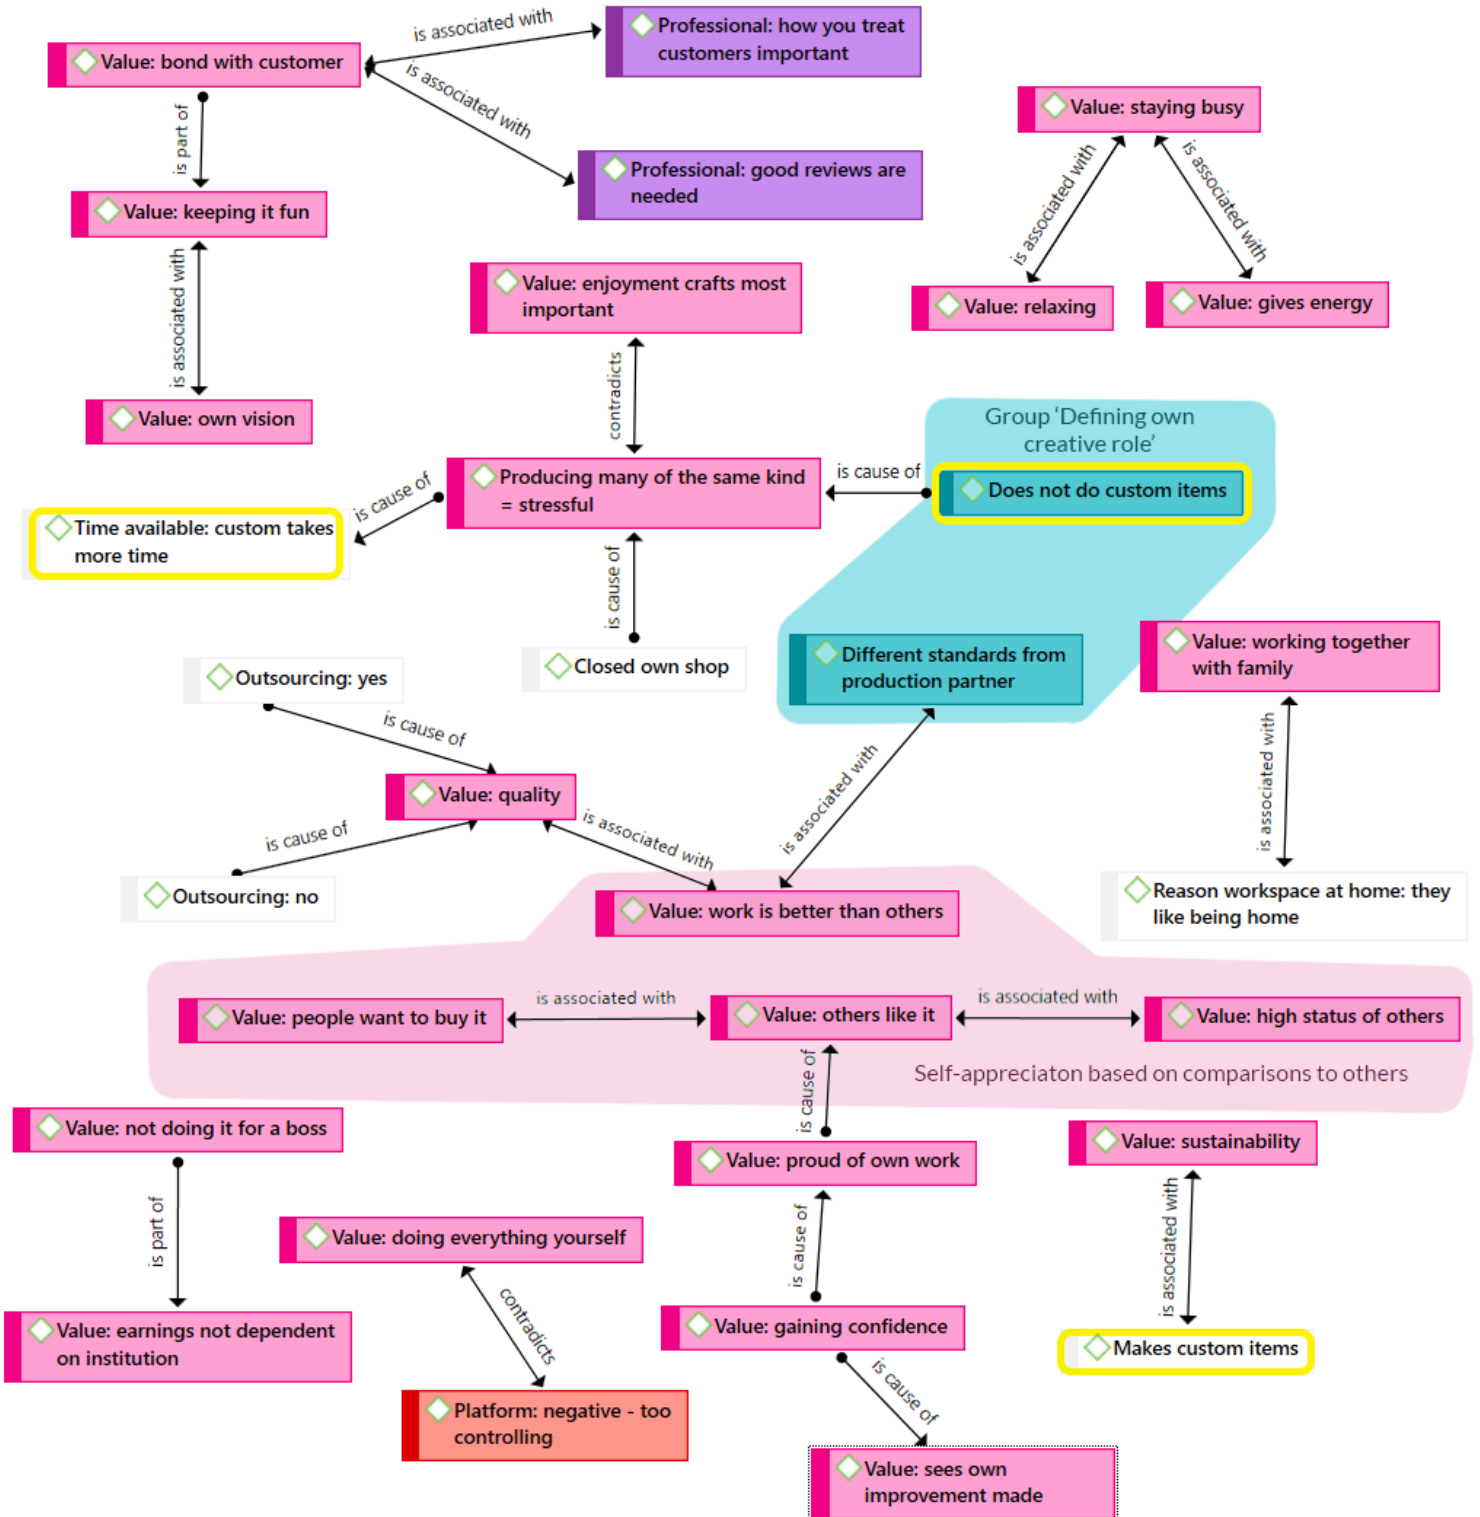 is associated with
Professional: how you treat
customers important
Value: bond with customer
is associated with
Professional: good reviews are
needed
is part of
Value: keeping it fun
is associated with
Value: own vision
Value: staying busy
is associated with
is associated with
Value: relaxing
Value: gives energy
Value: enjoyment crafts most
important
contradicts
Group ‘Defining own
creative role’
Producing many of the same kind
= stressful
is cause of
Does not do custom items
is cause of
Time available: custom takes
more time
is cause of
Closed own shop
Different standards from
production partner
Value: working together
with family
is associated with
Reason workspace at home: they
like being home
Outsourcing: yes
is cause of
Value: quality
is cause of
Outsourcing: no
is associated with
is associated with
Value: work is better than others
Value: people want to buy it
is associated with
Value: others like it
is associated with
Value: high status of others
Self-appreciaton based on comparisons to others
is cause of
Value: not doing it for a boss
is part of
Value: earnings not dependent
on institution
Value: proud of own work
Value: sustainability
Value: doing everything yourself
is cause of
is associated with
contradicts
Value: gaining confidence
Makes custom items
Platform: negative - too
controlling
is cause of
Value: sees own
improvement made